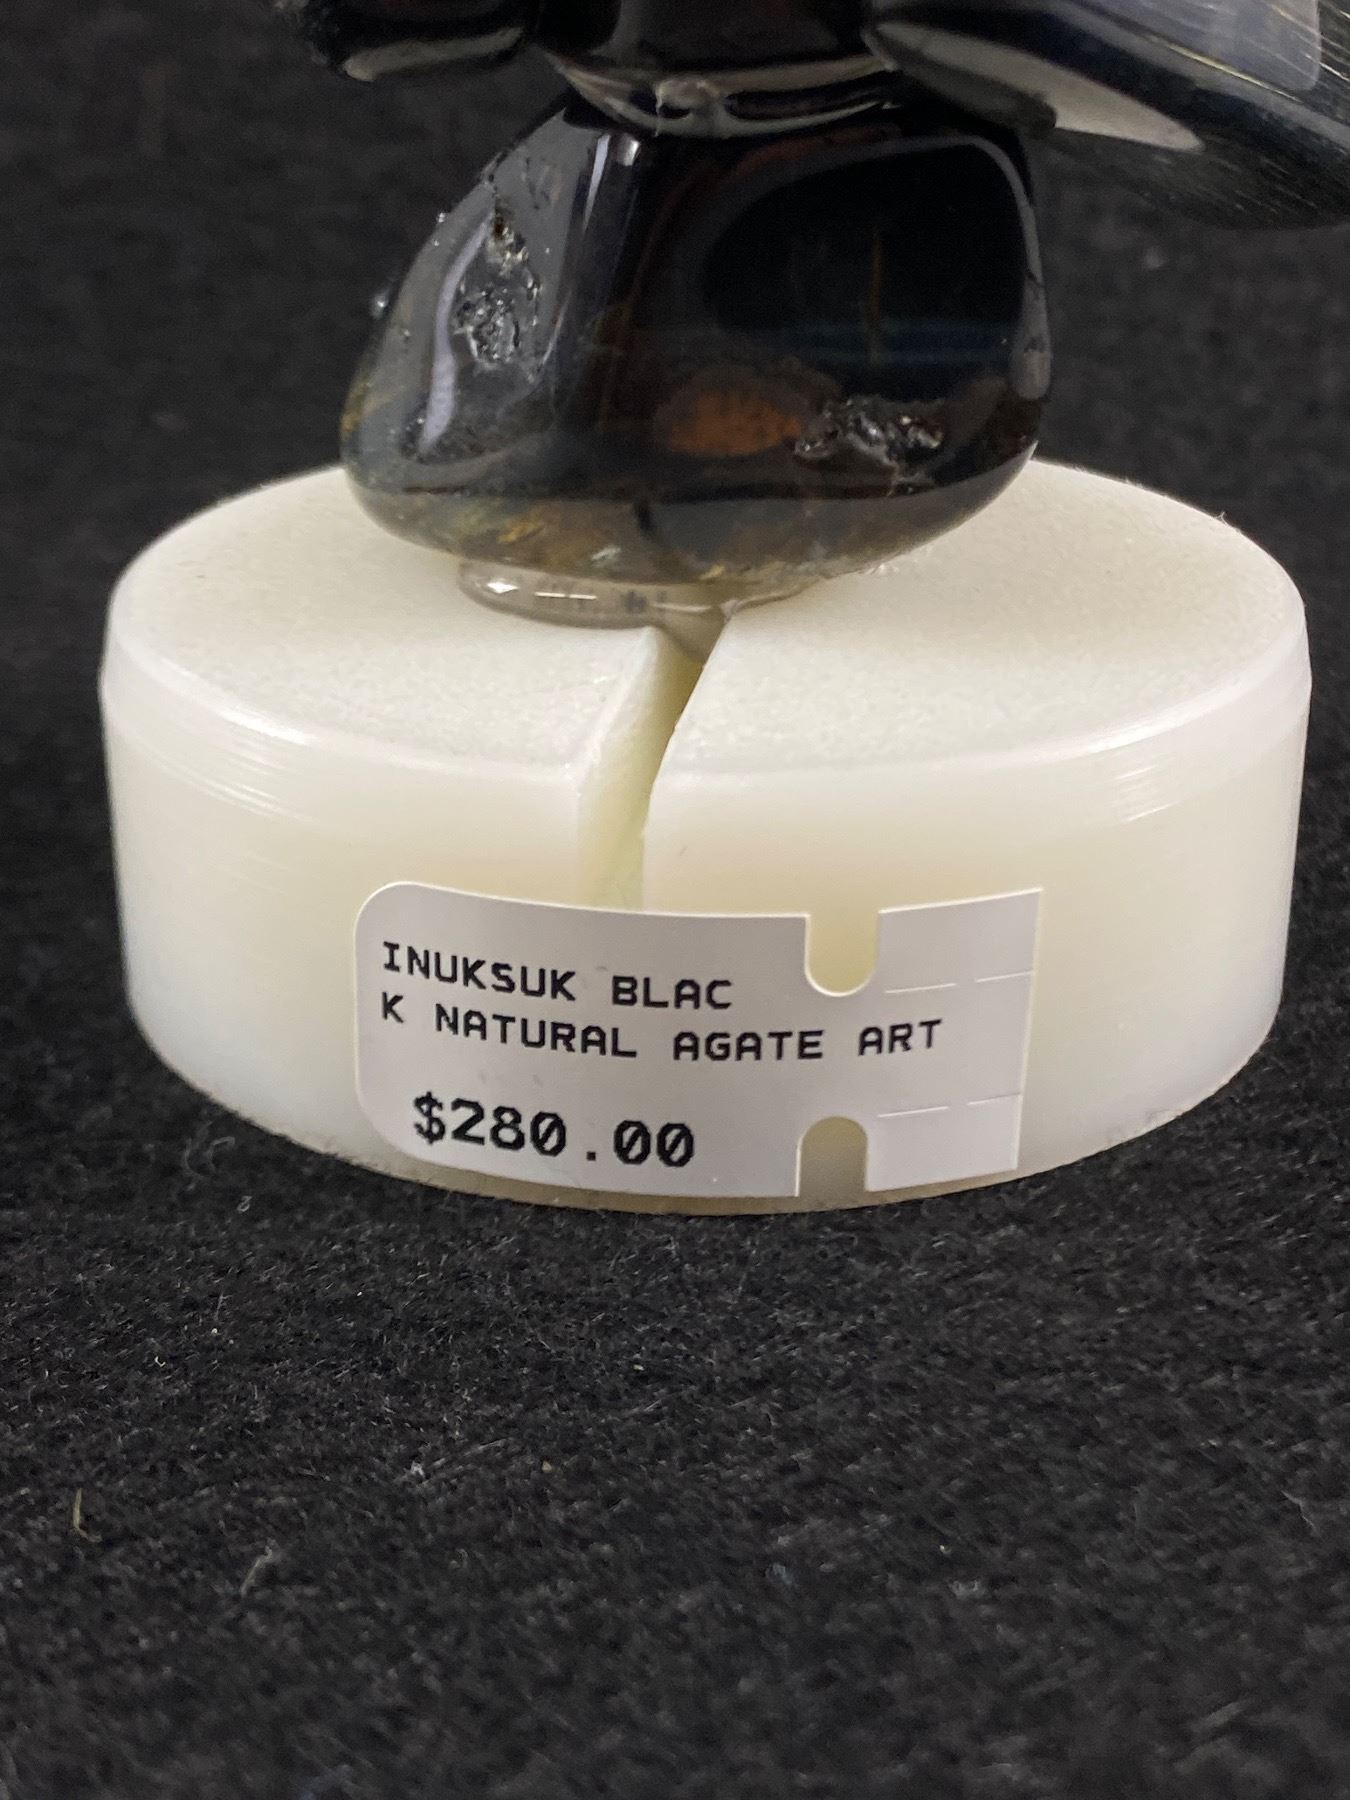 INUKSUK BLAC
K NATURAL AGATE ART
$280.00